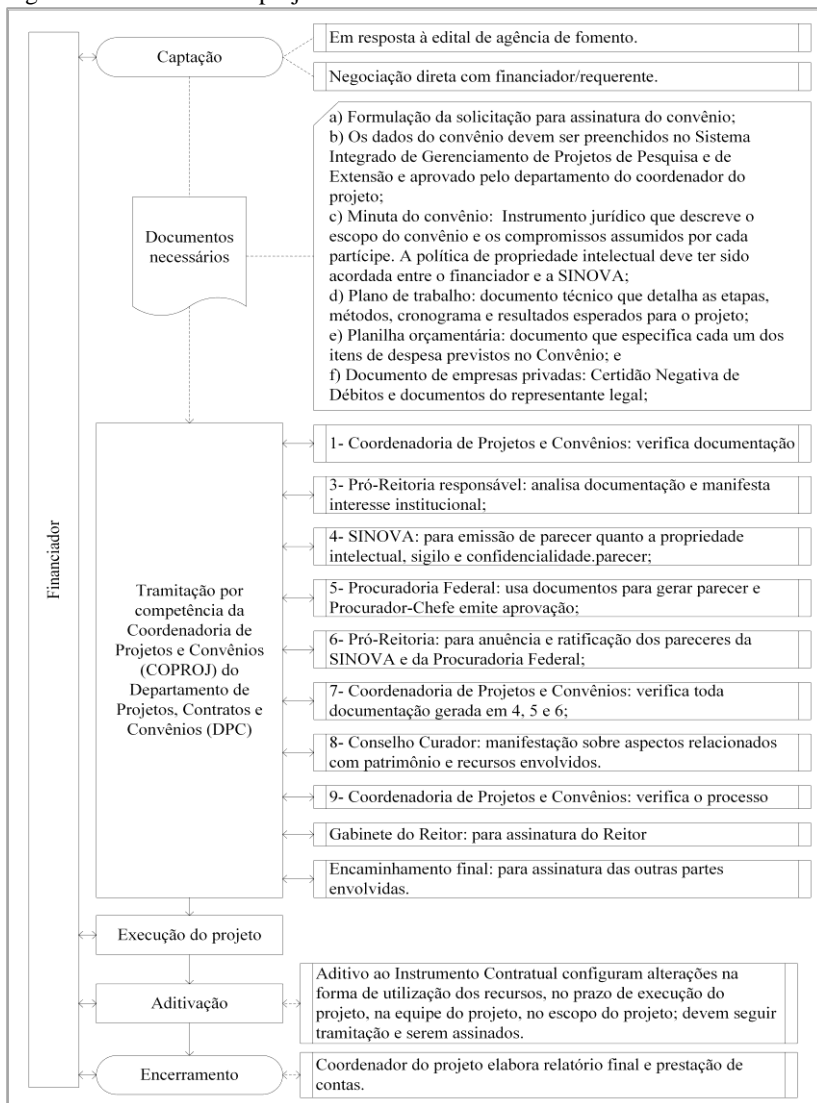 Captação
Em resposta à edital de agência de fomento.
Negociação direta com financiador/requerente.
Documentos
necessários
a) Formulação da solicitação para assinatura do convênio;
b) Os dados do convênio devem ser preenchidos no Sistema
Integrado de Gerenciamento de Projetos de Pesquisa e de
Extensão e aprovado pelo departamento do coordenador do
projeto;
c) Minuta do convênio: Instrumento jurídico que descreve o
escopo do convênio e os compromissos assumidos por cada
partícipe. A política de propriedade intelectual deve ter sido
acordada entre o financiador e a SINOVA;
d) Plano de trabalho: documento técnico que detalha as etapas,
métodos, cronograma e resultados esperados para o projeto;
e) Planilha orçamentária: documento que especifica cada um dos
itens de despesa previstos no Convênio; e
f) Documento de empresas privadas: Certidão Negativa de
Débitos e documentos do representante legal;
Financiador
Tramitação por
competência da
Coordenadoria de
Projetos e Convênios
(COPROJ) do
Departamento de
Projetos, Contratos e
Convênios (DPC)
1- Coordenadoria de Projetos e Convênios: verifica documentação
3- Pró-Reitoria responsável: analisa documentação e manifesta
interesse institucional;
4- SINOVA: para emissão de parecer quanto a propriedade
intelectual, sigilo e confidencialidade.parecer;
5- Procuradoria Federal: usa documentos para gerar parecer e
Procurador-Chefe emite aprovação;
6- Pró-Reitoria: para anuência e ratificação dos pareceres da
SINOVA e da Procuradoria Federal;
7- Coordenadoria de Projetos e Convênios: verifica toda
documentação gerada em 4, 5 e 6;
8- Conselho Curador: manifestação sobre aspectos relacionados
com patrimônio e recursos envolvidos.
9- Coordenadoria de Projetos e Convênios: verifica o processo
Gabinete do Reitor: para assinatura do Reitor
Encaminhamento final: para assinatura das outras partes
envolvidas.
Execução do projeto
Aditivação
Aditivo ao Instrumento Contratual configuram alterações na
forma de utilização dos recursos, no prazo de execução do
projeto, na equipe do projeto, no escopo do projeto; devem seguir
tramitação e serem assinados.
Encerramento
Coordenador do projeto elabora relatório final e prestação de
contas.